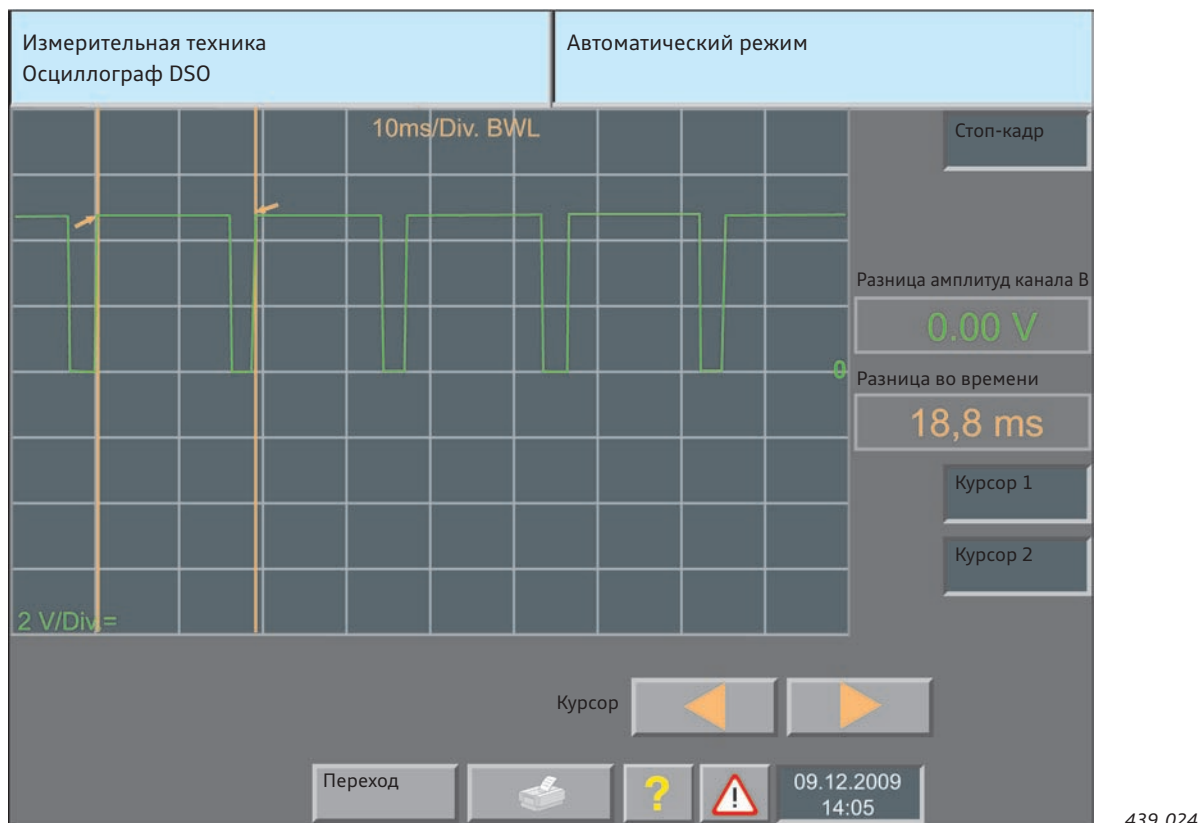 Измерительная техника
Осциллограф DSO
Автоматический режим
10ms/Div. BWL
Стоп-кадр
Разница амплитуд канала B
0.00 V
0
Разница во времени
18,8 ms
Курсор 1
Курсор 2
2 V/Div.=
Курсор
Переход
?
!
09.12.2009
14:05
439_024